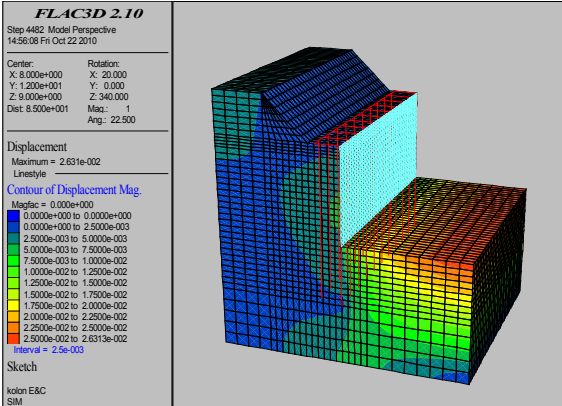 FLAC3D 2.10
Step 4482 Model Perspective
14:56:08 Fri Oct 22 2010
Center: Rotation:
X: 8.000e+000 X: 20.000
Y: 1.200e+001 Y: 0.000
Z: 9.000e+000 Z: 340.000
Dist: 8.500e+001 Mag.: 1
Ang.: 22.500
Displacement
Maximum = 2.631e-002
Linestyle
Contour of Displacement Mag.
Magfac = 0.000e+000
0.0000e+000 to 0.0000e+000
0.0000e+000 to 2.5000e-003
2.5000e-003 to 5.0000e-003
5.0000e-003 to 7.5000e-003
7.5000e-003 to 1.0000e-002
1.0000e-002 to 1.2500e-002
1.2500e-002 to 1.5000e-002
1.5000e-002 to 1.7500e-002
1.7500e-002 to 2.0000e-002
2.0000e-002 to 2.2500e-002
2.2500e-002 to 2.5000e-002
2.5000e-002 to 2.6313e-002
Interval = 2.5e-003
Sketch
kolon E&C
SIM